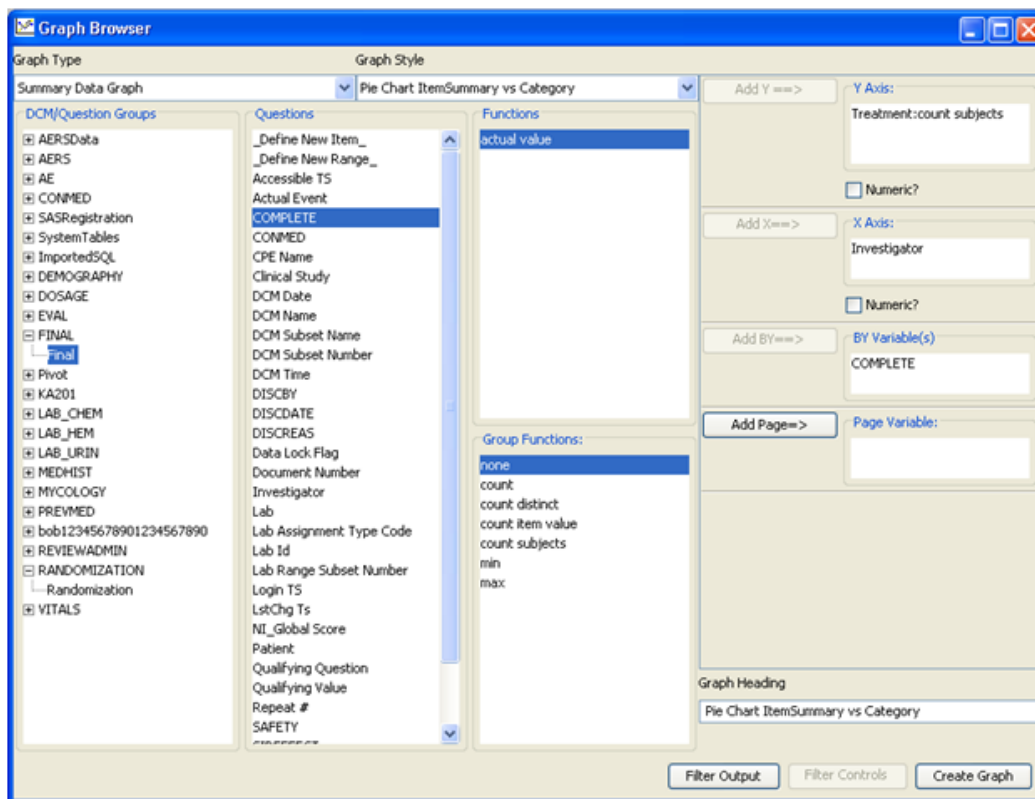 Graph Browser
Graph Type
Graph Style
Summary Data Graph
Pie Chart ItemSummary vs Category
DCM/Question Groups
AERSData
AERS
AE
CONMED
SASRegistration
SystemTables
ImportedSQL
DEMOGRAPHY
DOSAGE
EVAL
FINAL
Final
Pivot
KA201
LAB_CHEM
LAB_HEM
LAB_URIN
MEDHIST
MYCOLOGY
PREVMED
bob12345678901234567890
REVIEWADMIN
RANDOMIZATION
Randomization
VITALS
Questions
_Define New Item_
_Define New Range_
Accessible TS
Actual Event
COMPLETE
CONMED
CPE Name
Clinical Study
DCM Date
DCM Name
DCM Subset Name
DCM Subset Number
DCM Time
DISCBY
DISCDATE
DISCREAS
Data Lock Flag
Document Number
Investigator
Lab
Lab Assignment Type Code
Lab Id
Lab Range Subset Number
Login TS
LstChg Ts
NI_Global Score
Patient
Qualifying Question
Qualifying Value
Repeat #
SAFETY
Functions
actual value
Group Functions:
none
count
count distinct
count item value
count subjects
min
max
Add Y ==>
Y Axis:
Treatment:count subjects
Numeric?
Add X==>
X Axis:
Investigator
Numeric?
Add BY==>
BY Variable(s)
COMPLETE
Add Page=>
Page Variable:
Graph Heading
Pie Chart ItemSummary vs Category
Filter Output
Filter Controls
Create Graph